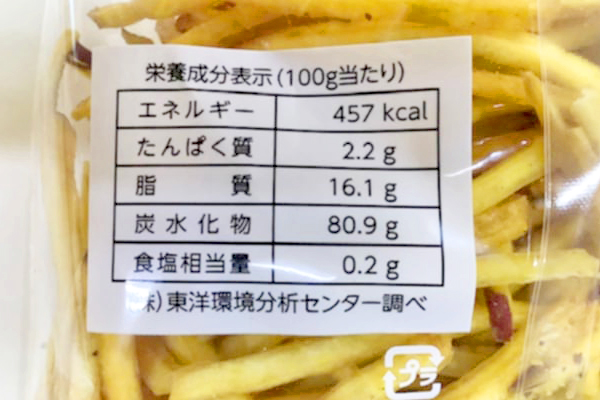 栄養成分表示(100g当たり)
エネルギー 457 kcal
たんぱく質 2.2 g
脂質 16.1 g
炭水化物 80.9 g
食塩相当量 0.2 g
株)東洋環境分析センター調べ
プラ